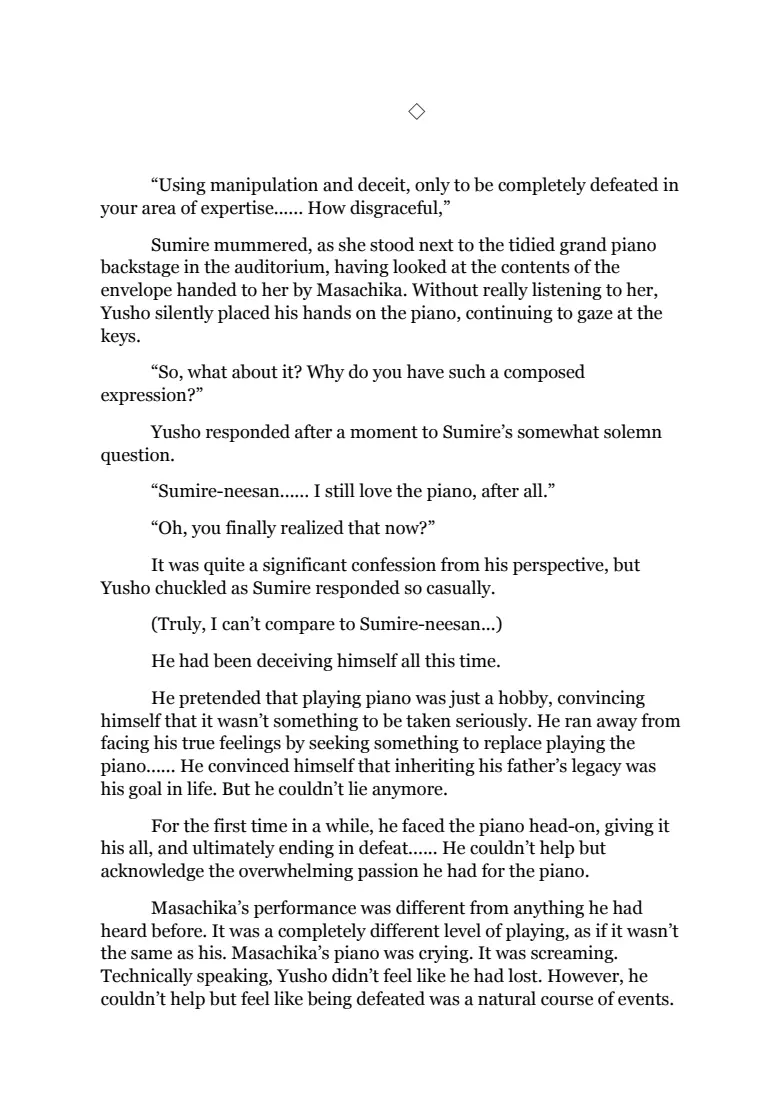 ◇
“Using manipulation and deceit, only to be completely defeated in
your area of expertise...... How disgraceful,”
Sumire mummered, as she stood next to the tidied grand piano
backstage in the auditorium, having looked at the contents of the
envelope handed to her by Masachika. Without really listening to her,
Yusho silently placed his hands on the piano, continuing to gaze at the
keys.
“So, what about it? Why do you have such a composed
expression?”
Yusho responded after a moment to Sumire’s somewhat solemn
question.
“Sumire-neesan...... I still love the piano, after all.”
“Oh, you finally realized that now?”
It was quite a significant confession from his perspective, but
Yusho chuckled as Sumire responded so casually.
(Truly, I can’t compare to Sumire-neesan...)
He had been deceiving himself all this time.
He pretended that playing piano was just a hobby, convincing
himself that it wasn’t something to be taken seriously. He ran away from
facing his true feelings by seeking something to replace playing the
piano...... He convinced himself that inheriting his father’s legacy was
his goal in life. But he couldn’t lie anymore.
For the first time in a while, he faced the piano head-on, giving it
his all, and ultimately ending in defeat...... He couldn’t help but
acknowledge the overwhelming passion he had for the piano.
Masachika’s performance was different from anything he had
heard before. It was a completely different level of playing, as if it wasn’t
the same as his. Masachika’s piano was crying. It was screaming.
Technically speaking, Yusho didn’t feel like he had lost. However, he
couldn’t help but feel like being defeated was a natural course of events.